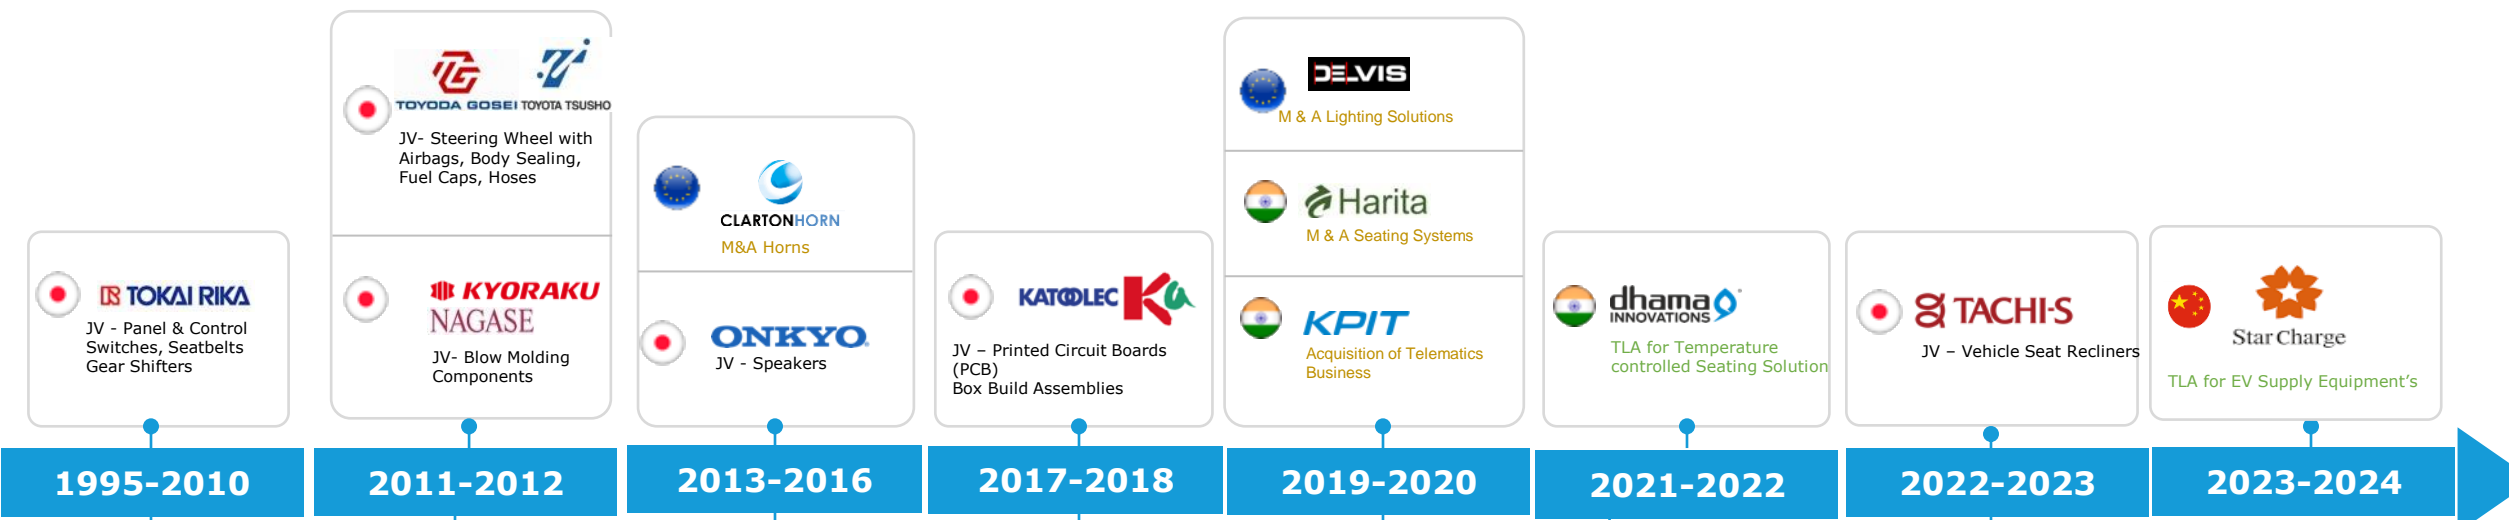 TOKAI RIKA
JV - Panel & Control
Switches, Seatbelts
Gear Shifters
1995-2010
TG
TOYODA GOSEI TOYOTA TSUSHO
JV- Steering Wheel with
Airbags, Body Sealing,
Fuel Caps, Hoses
KYORAKU
NAGASE
JV- Blow Molding
Components
2011-2012
CLARTONHORN
M&A Horns
ONKYO
JV - Speakers
2013-2016
KATOOLEC Ka
JV – Printed Circuit Boards
(PCB)
Box Build Assemblies
2017-2018
DELVIS
M & A Lighting Solutions
Harita
M & A Seating Systems
KPIT
Acquisition of Telematics
Business
2019-2020
dhama
INNOVATIONS
TLA for Temperature
controlled Seating Solution
2021-2022
TACHI-S
JV – Vehicle Seat Recliners
2022-2023
Star Charge
TLA for EV Supply Equipment’s
2023-2024